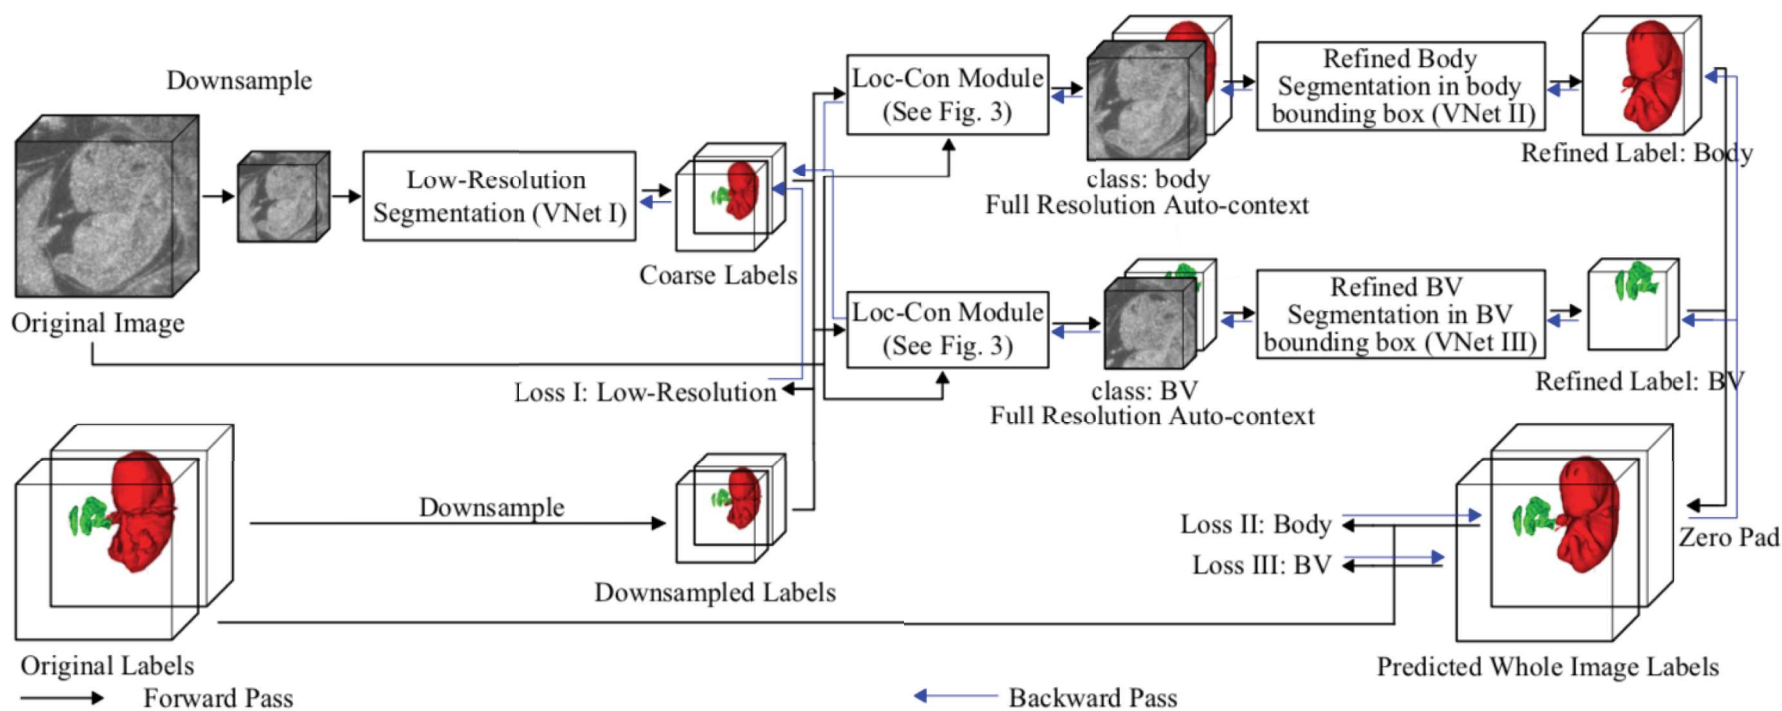 Downsample
Original Image
Low-Resolution
Segmentation (VNet I)
Coarse Labels
Loc-Con Module
(See Fig. 3)
class: body
Full Resolution Auto-context
Refined Body
Segmentation in body
bounding box (VNet II)
Refined Label: Body
Loc-Con Module
(See Fig. 3)
class: BV
Full Resolution Auto-context
Refined BV
Segmentation in BV
bounding box (VNet III)
Refined Label: BV
Loss I: Low-Resolution
Downsample
Downsampled Labels
Original Labels
Loss II: Body
Loss III: BV
Zero Pad
Predicted Whole Image Labels
Forward Pass
Backward Pass